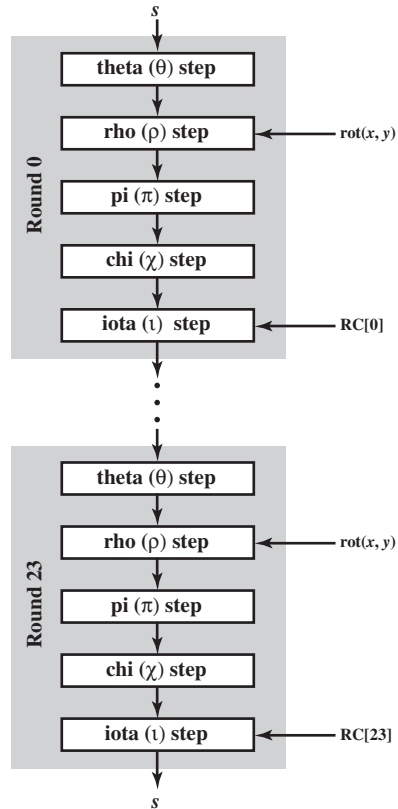 s
Round 0
theta (θ) step
rho (ρ) step
rot(x, y)
pi (π) step
chi (χ) step
iota (ι) step
RC[0]
Round 23
theta (θ) step
rho (ρ) step
rot(x, y)
pi (π) step
chi (χ) step
iota (ι) step
RC[23]
s